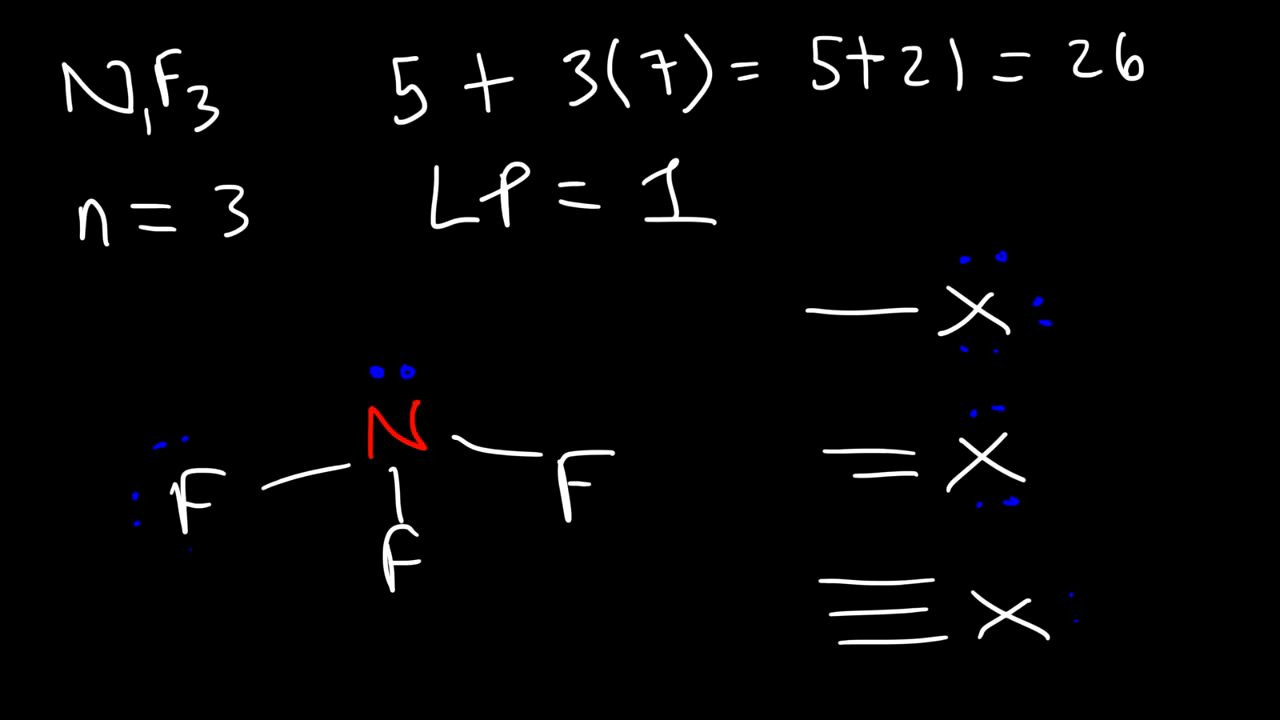 N₁F₃ 5 + 3(7) = 5+21 = 26
n = 3 LP = 1
— X
N
F F
= X
F
≡ X